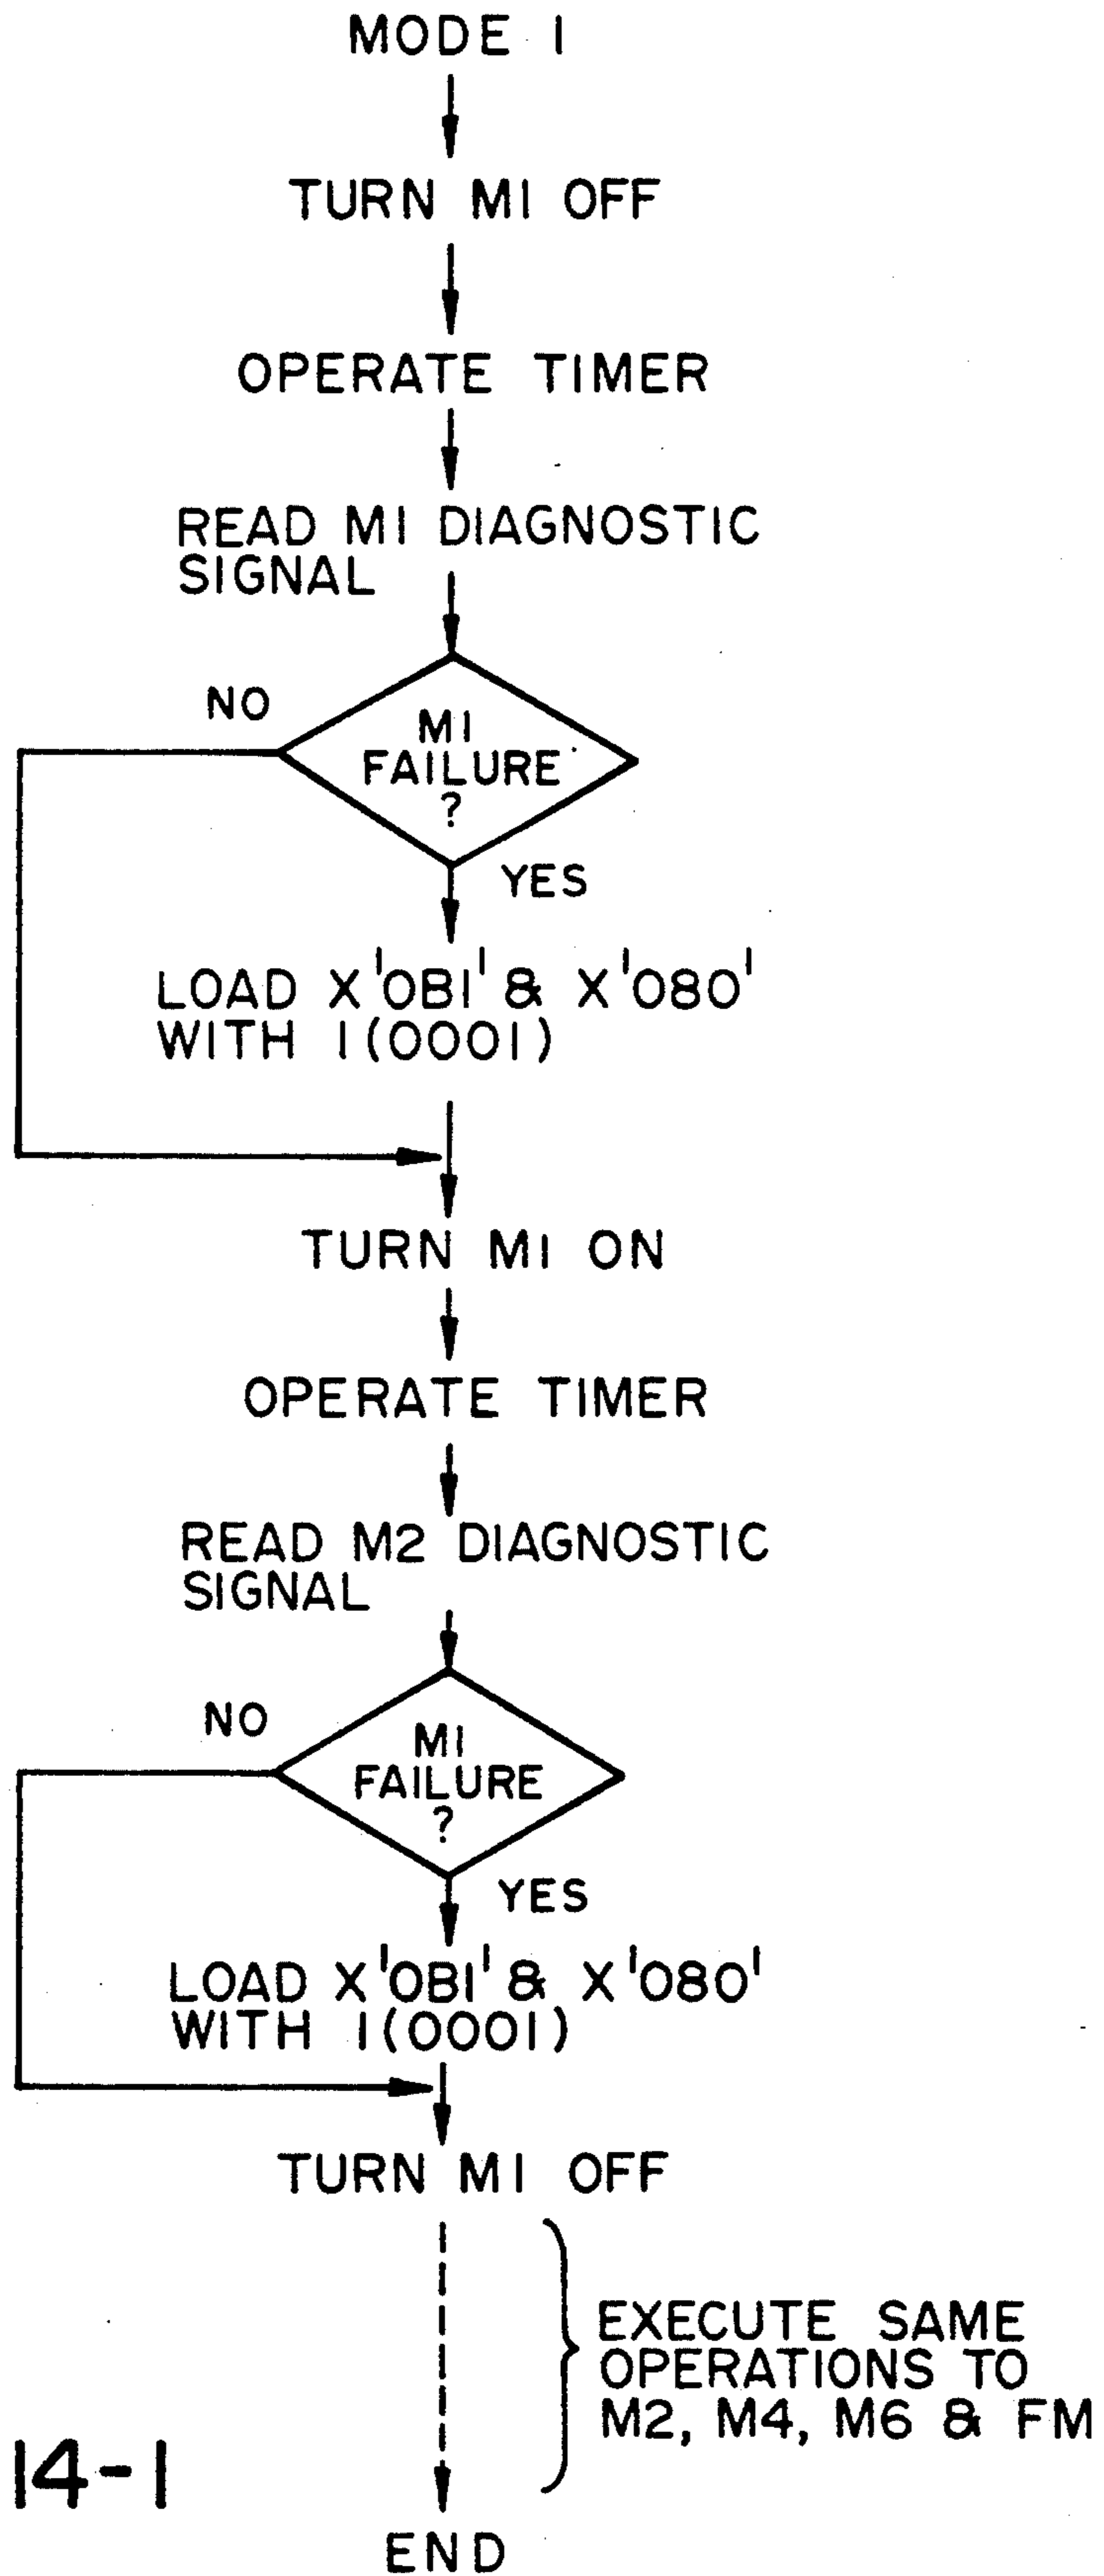 MODE 1
TURN M1 OFF
OPERATE TIMER
READ M1 DIAGNOSTIC
SIGNAL
NO
M1
FAILURE
?
YES
LOAD X'0B1' & X'080'
WITH 1(0001)
TURN M1 ON
OPERATE TIMER
READ M2 DIAGNOSTIC
SIGNAL
NO
M1
FAILURE
?
YES
LOAD X'0B1' & X'080'
WITH 1(0001)
TURN M1 OFF
EXECUTE SAME
OPERATIONS TO
M2, M4, M6 & FM
14-1
END